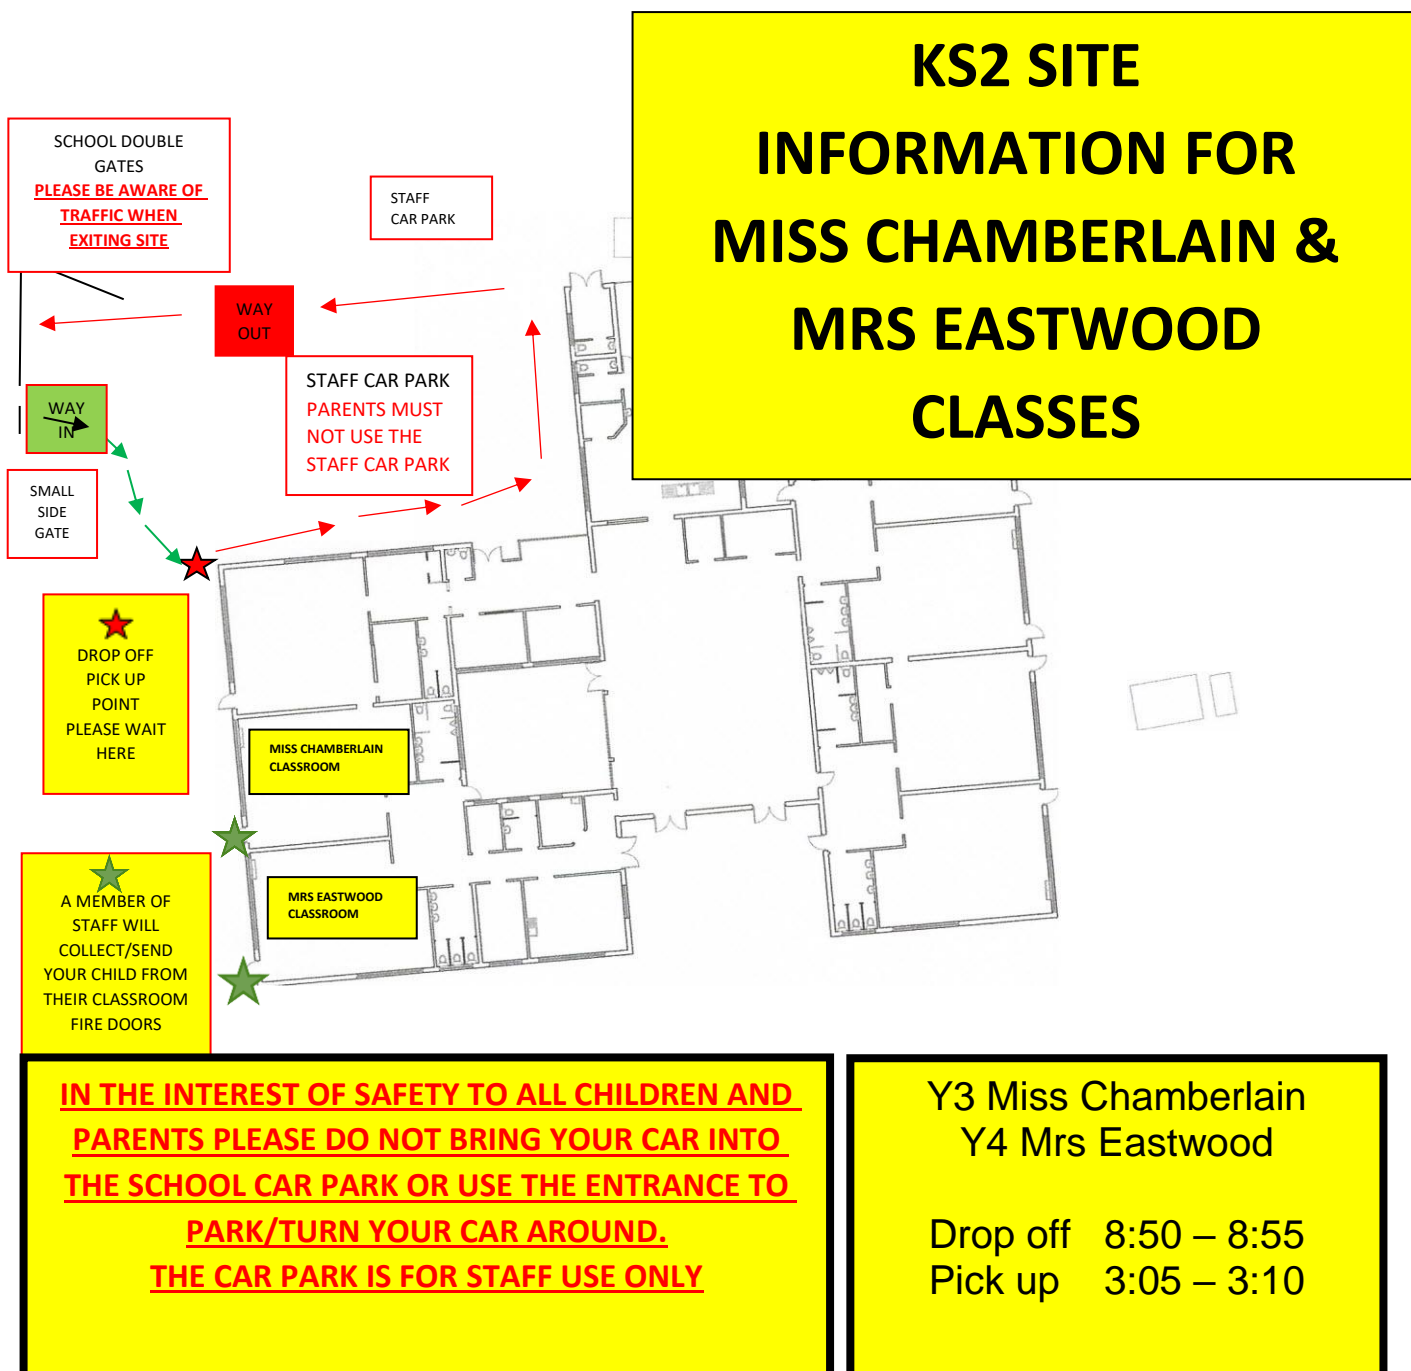 KS2 SITE
INFORMATION FOR
MISS CHAMBERLAIN &
MRS EASTWOOD
CLASSES
SCHOOL DOUBLE
GATES
PLEASE BE AWARE OF
TRAFFIC WHEN
EXITING SITE
STAFF
CAR PARK
WAY
OUT
STAFF CAR PARK
PARENTS MUST
NOT USE THE
STAFF CAR PARK
WAY
IN
SMALL
SIDE
GATE
DROP OFF
PICK UP
POINT
PLEASE WAIT
HERE
MISS CHAMBERLAIN
CLASSROOM
A MEMBER OF
STAFF WILL
COLLECT/SEND
YOUR CHILD FROM
THEIR CLASSROOM
FIRE DOORS
MRS EASTWOOD
CLASSROOM
IN THE INTEREST OF SAFETY TO ALL CHILDREN AND
PARENTS PLEASE DO NOT BRING YOUR CAR INTO
THE SCHOOL CAR PARK OR USE THE ENTRANCE TO
PARK/TURN YOUR CAR AROUND.
THE CAR PARK IS FOR STAFF USE ONLY
Y3 Miss Chamberlain
Y4 Mrs Eastwood
Drop off 8:50 – 8:55
Pick up 3:05 – 3:10